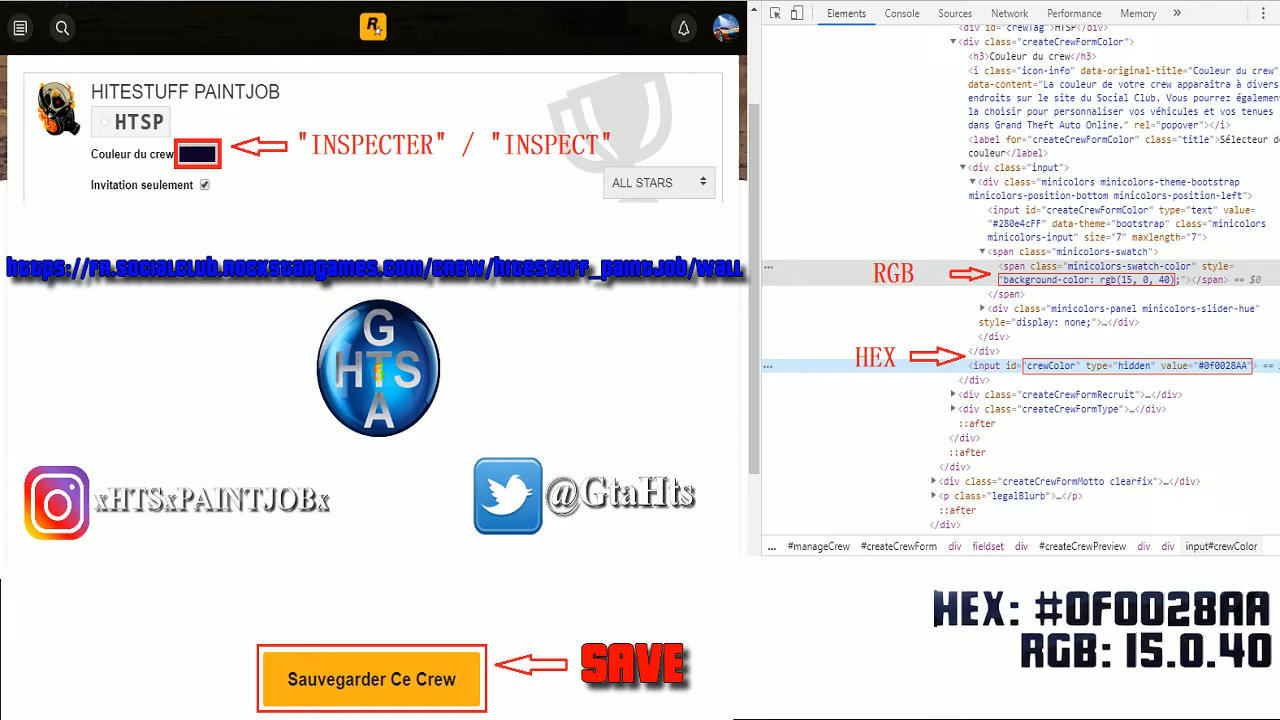 R
HITESTUFF PAINTJOB
HTSP
Couleur du crew
"INSPECTER" / "INSPECT"
Invitation seulement
ALL STARS
https://fr.socialclub.rockstargames.com/crew/hitestuff_paintjob/wall
G
HTS
A
xHTSxPAINTJOBx
@GtaHts
Sauvegarder Ce Crew
SAVE
Elements Console Sources Network Performance Memory »
<div id="crewTag">HTSP</div>
<div class="createCrewFormColor">
<h3>Couleur du crew</h3>
<i class="icon-info" data-original-title="Couleur du crew"
data-content="La couleur de votre crew apparaîtra à divers
endroits sur le site du Social Club. Vous pourrez également
la choisir pour personnaliser vos véhicules et vos tenues
dans Grand Theft Auto Online." rel="popover"></i>
<label for="createCrewFormColor" class="title">Sélecteur de
couleur</label>
<div class="input">
<div class="minicolors minicolors-theme-bootstrap
minicolors-position-bottom minicolors-position-left">
<input id="createCrewFormColor" type="text" value=
"#280e4cFF" data-theme="bootstrap" class="minicolors
minicolors-input" size="7" maxlength="7">
<span class="minicolors-swatch">
RGB
<span class="minicolors-swatch-color" style=
"background-color: rgb(15, 0, 40);"></span> == $0
</span>
<div class="minicolors-panel minicolors-slider-hue"
style="display: none;">…</div>
</div>
</div>
HEX
<input id="crewColor" type="hidden" value="#0f0028AA"> ==
</div>
<div class="createCrewFormRecruit">…</div>
<div class="createCrewFormType">…</div>
::after
</div>
::after
</div>
<div class="createCrewFormMotto clearfix">…</div>
<p class="legalBlurb">…</p>
::after
</div>
... #manageCrew #createCrewForm div fieldset div #createCrewPreview div div input#crewColor
HEX: #0F0028AA
RGB: 15.0.40